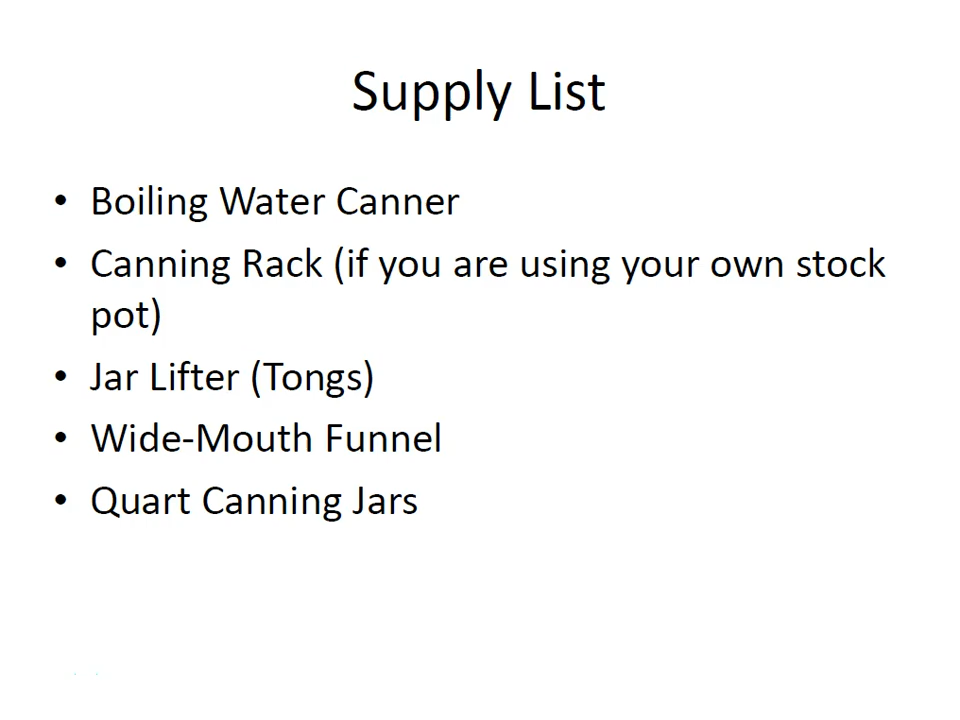 Supply List
• Boiling Water Canner
• Canning Rack (if you are using your own stock
pot)
• Jar Lifter (Tongs)
• Wide-Mouth Funnel
• Quart Canning Jars